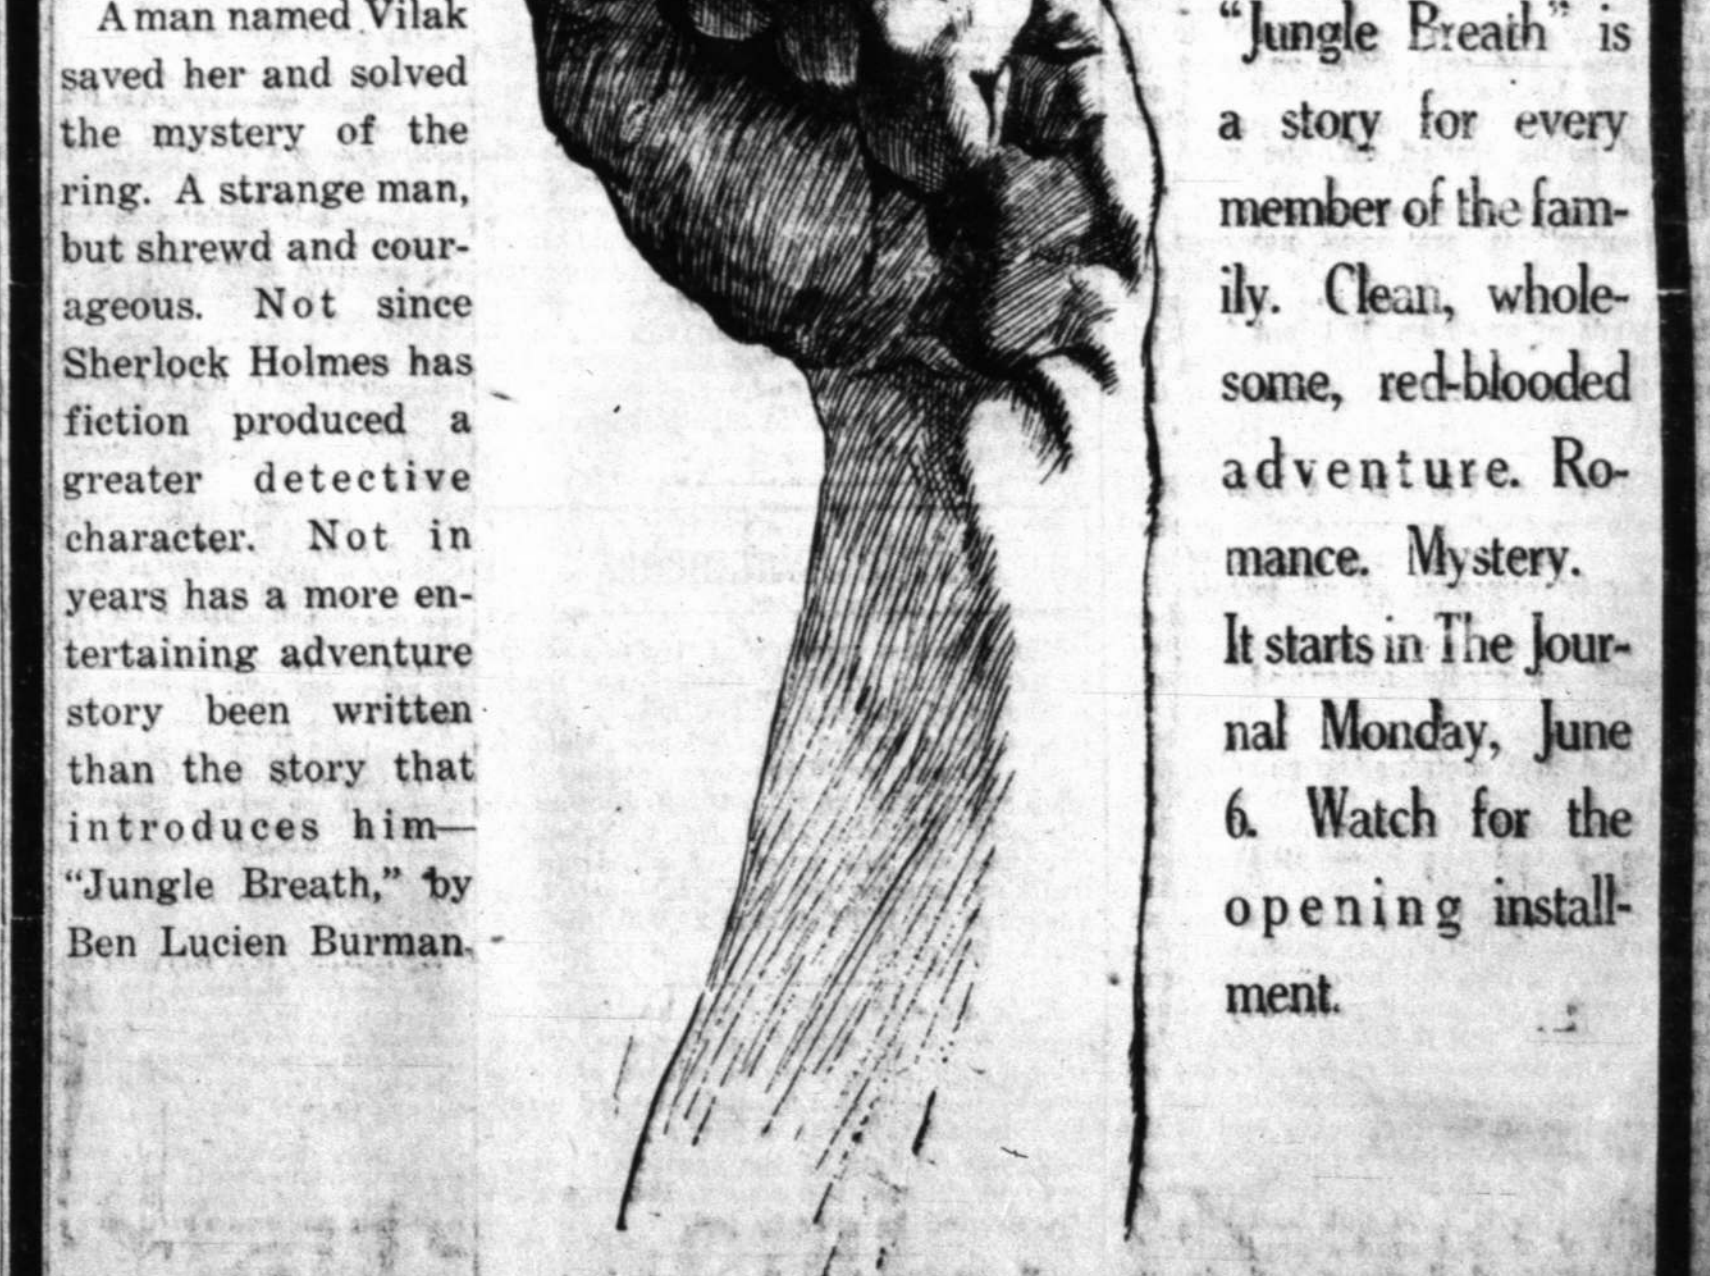 A man named Vilak
saved her and solved
the mystery of the
ring. A strange man,
but shrewd and cour-
ageous. Not since
Sherlock Holmes has
fiction produced a
greater detective
character. Not in
years has a more en-
tertaining adventure
story been written
than the story that
introduces him—
“Jungle Breath,” by
Ben Lucien Burman.
“Jungle Breath” is
a story for every
member of the fam-
ily. Clean, whole-
some, red-blooded
adventure. Ro-
mance. Mystery.
It starts in The Jour-
nal Monday, June
6. Watch for the
opening install-
ment.